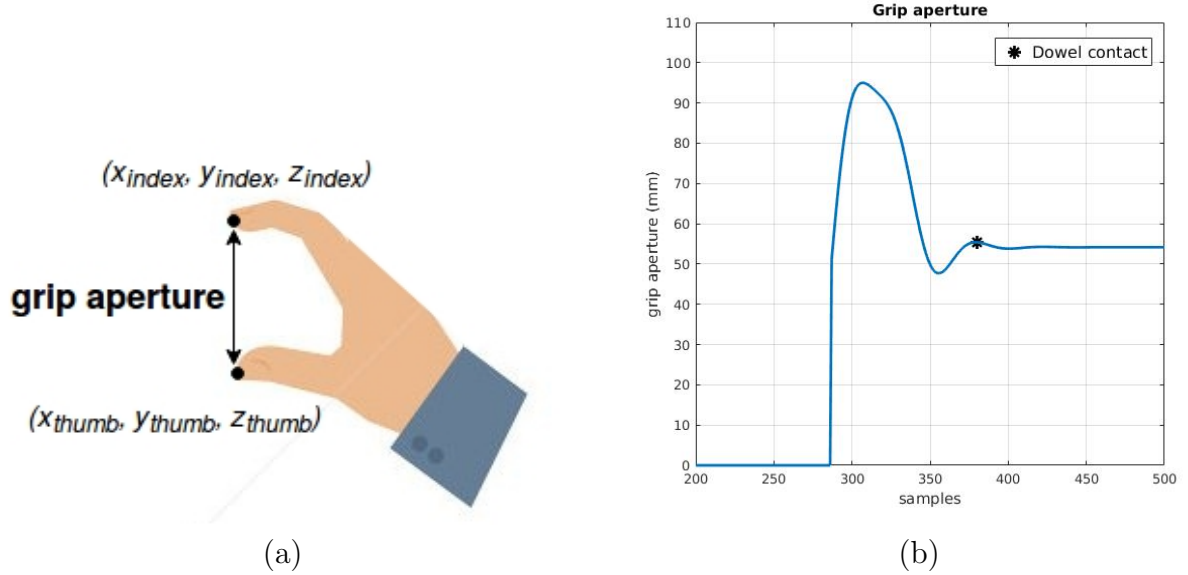 (x_index, y_index, z_index)
grip aperture
(x_thumb, y_thumb, z_thumb)
(a)
Grip aperture
Dowel contact
110
100
90
80
70
60
50
40
30
20
10
0
grip aperture (mm)
200 250 300 350 400 450 500
samples
(b)